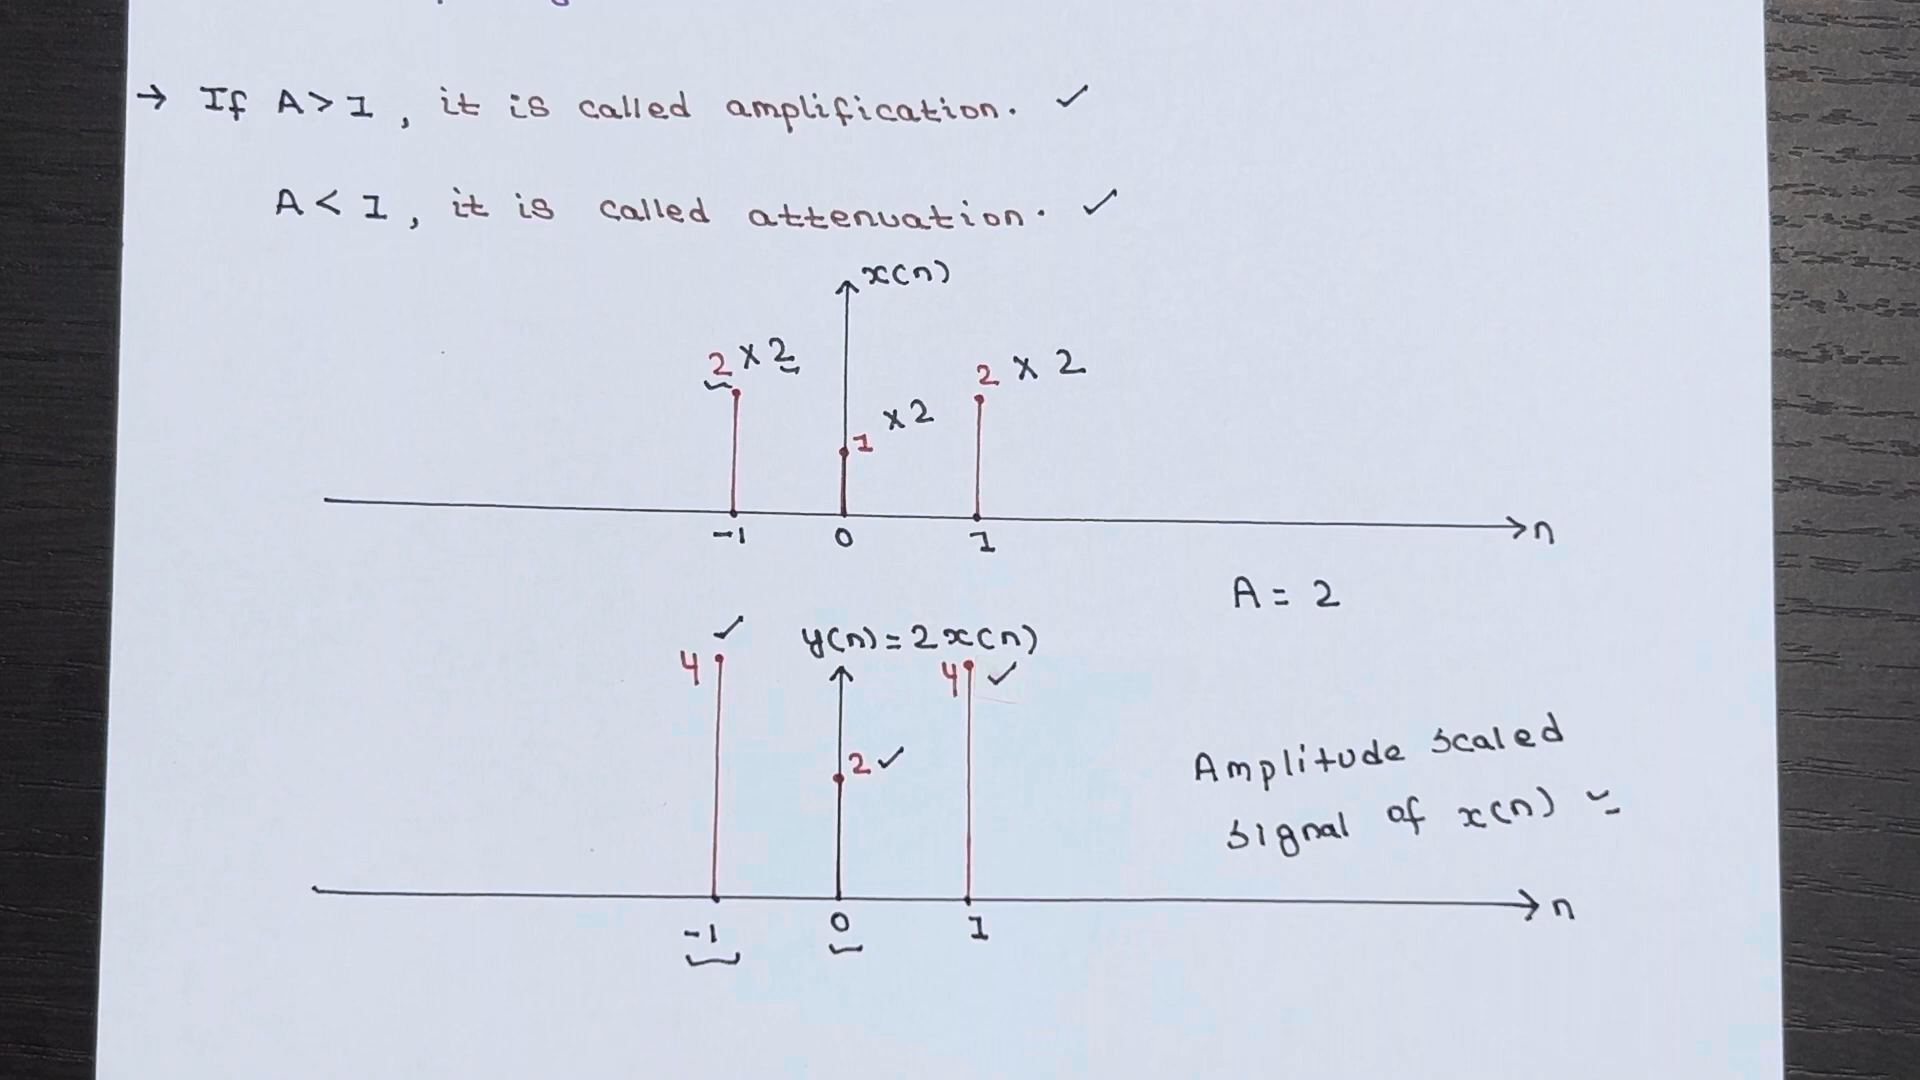 → If A > 1, it is called amplification. ✓
A < 1, it is called attenuation. ✓
x(n)
2 × 2
2 × 2
1 × 2
-1 0 1 n
A = 2
y(n) = 2x(n)
4 ✓ 4 ✓
2 ✓
Amplitude scaled
signal of x(n)
-1 0 1 n